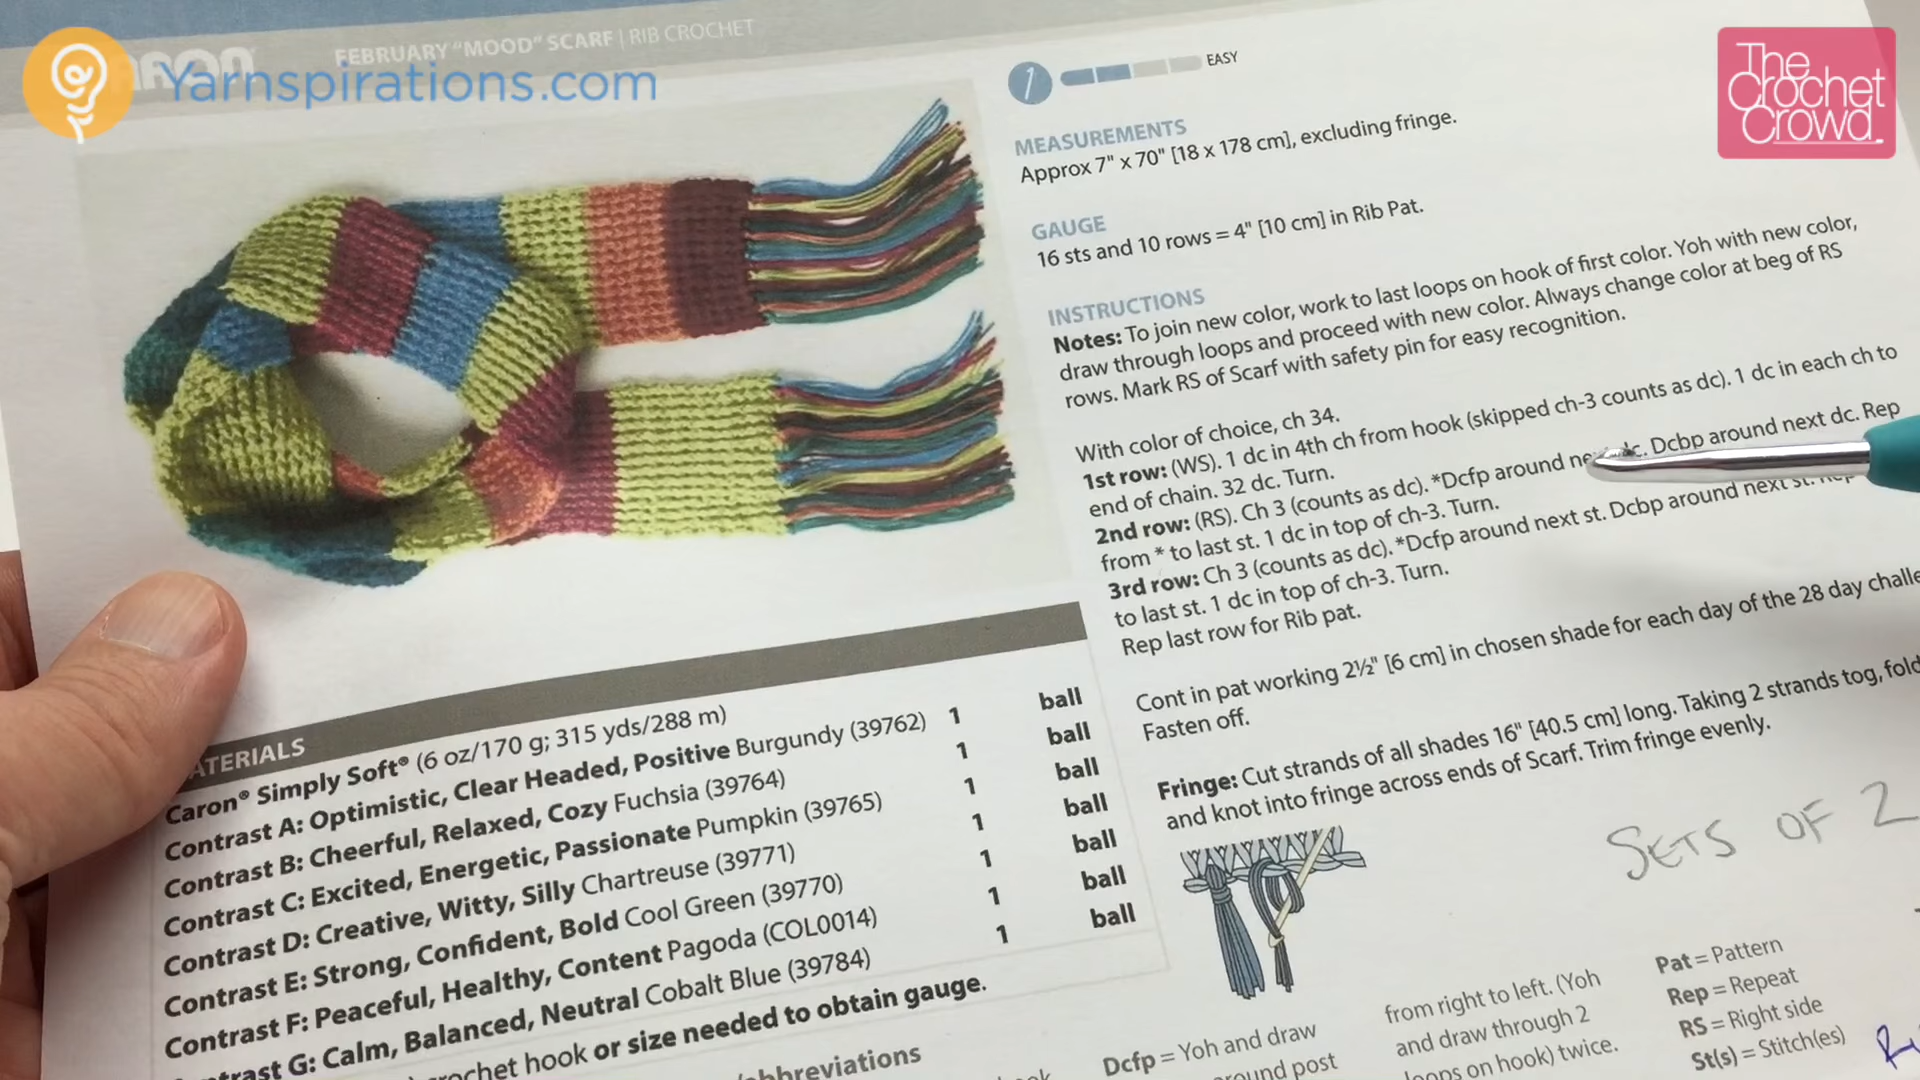 FEBRUARY "MOOD" SCARF | RIB CROCHET
Yarnspirations.com
The
Crochet
Crowd
EASY
MEASUREMENTS
Approx 7" x 70" [18 x 178 cm], excluding fringe.
GAUGE
16 sts and 10 rows = 4" [10 cm] in Rib Pat.
INSTRUCTIONS
Notes: To join new color, work to last loops on hook of first color. Yoh with new color,
draw through loops and proceed with new color. Always change color at beg of RS
rows. Mark RS of Scarf with safety pin for easy recognition.
With color of choice, ch 34.
1st row: (WS). 1 dc in 4th ch from hook (skipped ch-3 counts as dc). 1 dc in each ch to
end of chain. 32 dc. Turn.
2nd row: (RS). Ch 3 (counts as dc). *Dcfp around dc. Dcbp around next dc. Rep
from * to last st. 1 dc in top of ch-3. Turn.
3rd row: Ch 3 (counts as dc). *Dcfp around next st. Dcbp around next st.
to last st. 1 dc in top of ch-3. Turn.
Rep last row for Rib pat.
Cont in pat working 2½" [6 cm] in chosen shade for each day of the 28 day
Fasten off.
Fringe: Cut strands of all shades 16" [40.5 cm] long. Taking 2 strands tog, fold
and knot into fringe across ends of Scarf. Trim fringe evenly.
SETS OF 2
ATERIALS
Caron® Simply Soft® (6 oz/170 g; 315 yds/288 m)
Contrast A: Optimistic, Clear Headed, Positive Burgundy (39762) 1 ball
Contrast B: Cheerful, Relaxed, Cozy Fuchsia (39764) 1 ball
Contrast C: Excited, Energetic, Passionate Pumpkin (39765) 1 ball
Contrast D: Creative, Witty, Silly Chartreuse (39771) 1 ball
Contrast E: Strong, Confident, Bold Cool Green (39770) 1 ball
Contrast F: Peaceful, Healthy, Content Pagoda (COL0014) 1 ball
trast G: Calm, Balanced, Neutral Cobalt Blue (39784) 1 ball
crochet hook or size needed to obtain gauge.
Dcfp = Yoh and draw
around post
from right to left. (Yoh
and draw through 2
loops on hook) twice.
Pat = Pattern
Rep = Repeat
RS = Right side
St(s) = Stitch(es)